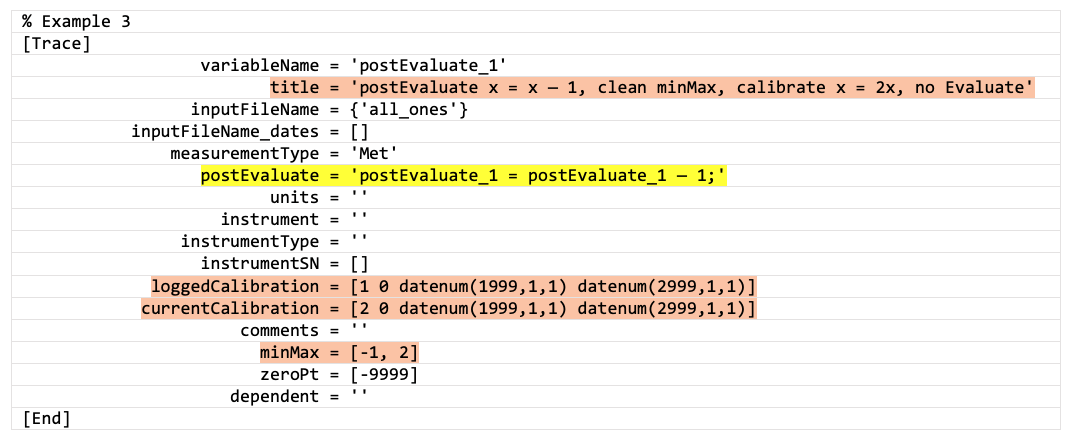 % Example 3
[Trace]
variableName = 'postEvaluate_1'
title = 'postEvaluate x = x – 1, clean minMax, calibrate x = 2x, no Evaluate'
inputFileName = {'all_ones'}
inputFileName_dates = []
measurementType = 'Met'
postEvaluate = 'postEvaluate_1 = postEvaluate_1 – 1;'
units = ''
instrument = ''
instrumentType = ''
instrumentSN = []
loggedCalibration = [1 0 datenum(1999,1,1) datenum(2999,1,1)]
currentCalibration = [2 0 datenum(1999,1,1) datenum(2999,1,1)]
comments = ''
minMax = [-1, 2]
zeroPt = [-9999]
dependent = ''
[End]